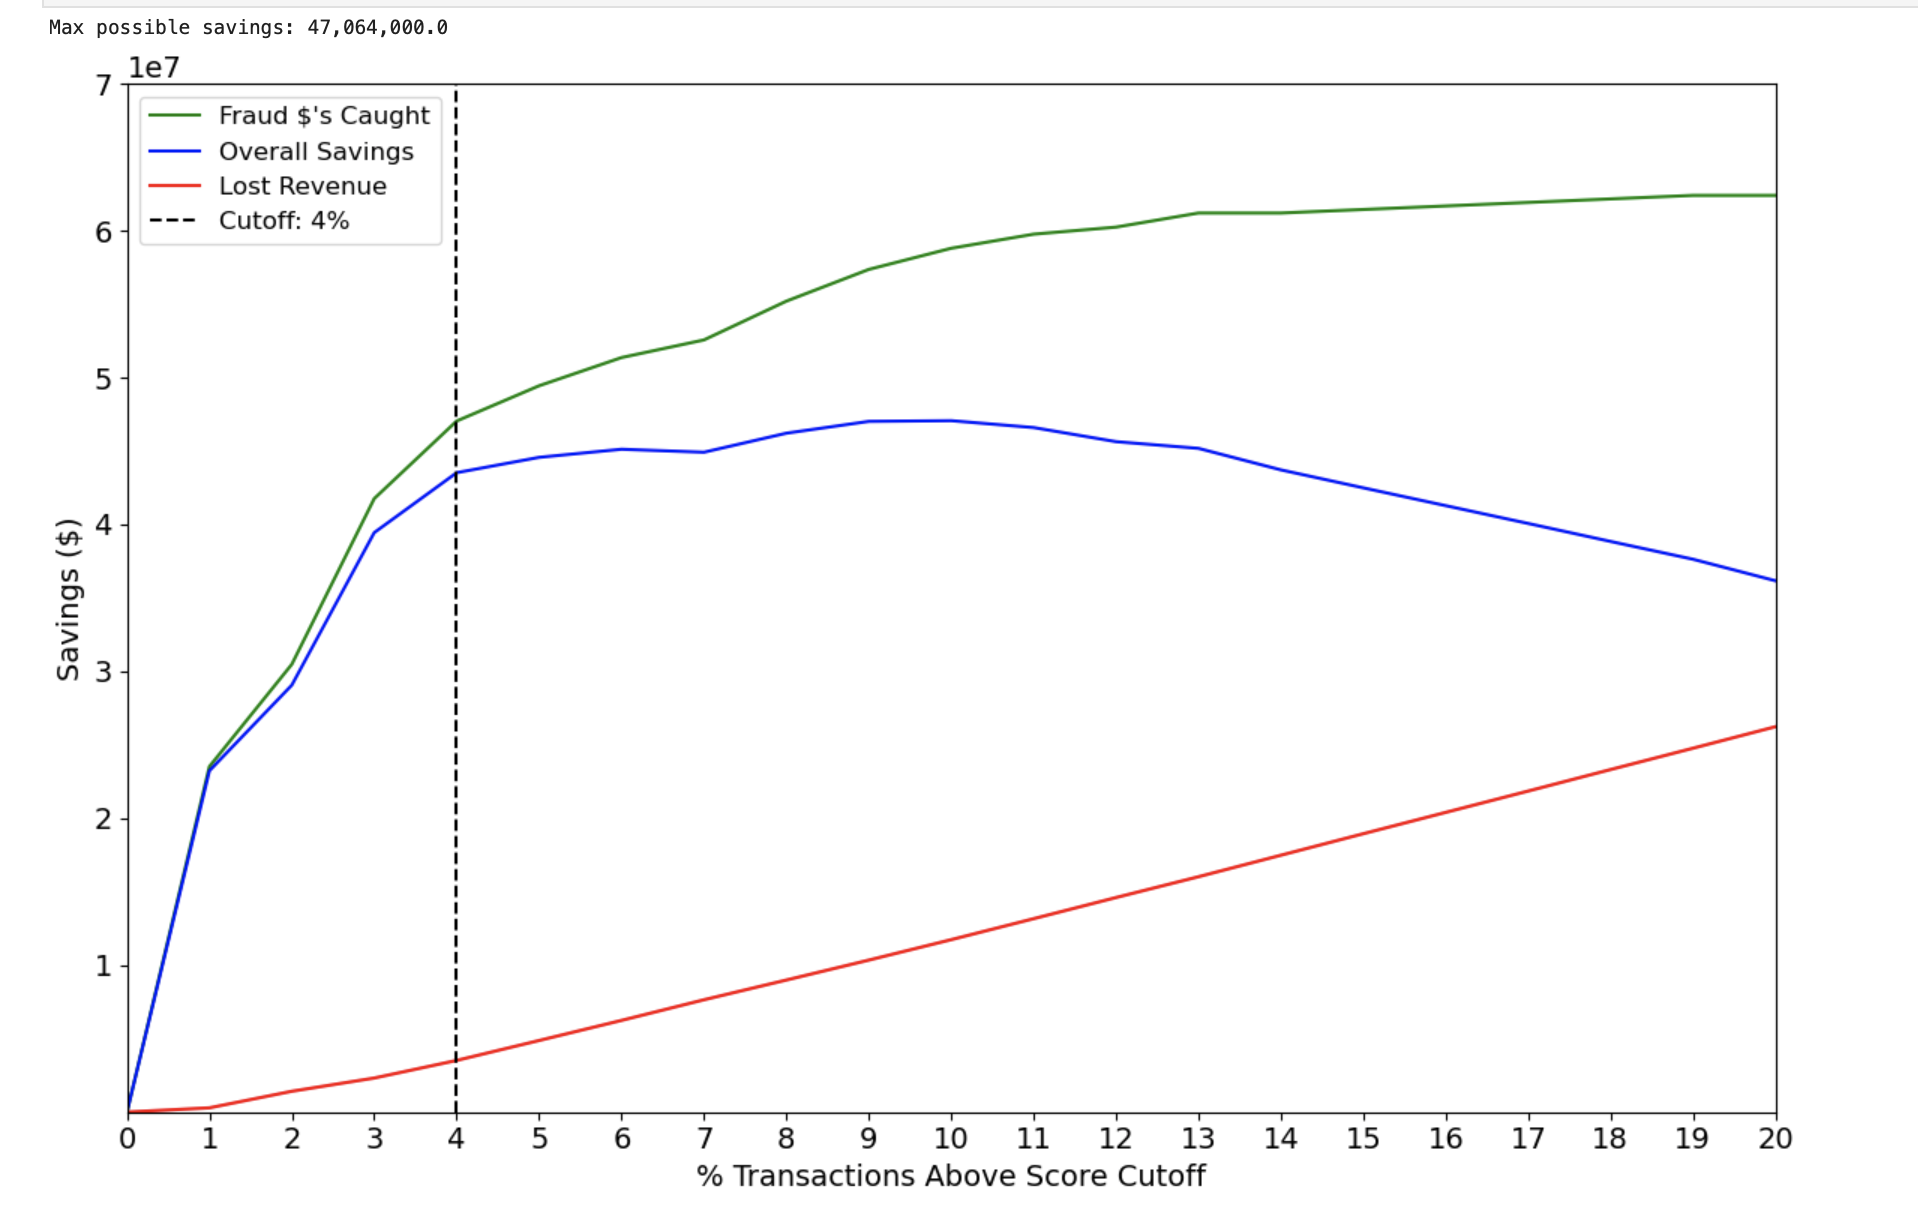 Max possible savings: 47,064,000.0
1e7
7
6
5
4
3
2
1
Savings ($)
Fraud $'s Caught
Overall Savings
Lost Revenue
Cutoff: 4%
0 1 2 3 4 5 6 7 8 9 10 11 12 13 14 15 16 17 18 19 20
% Transactions Above Score Cutoff